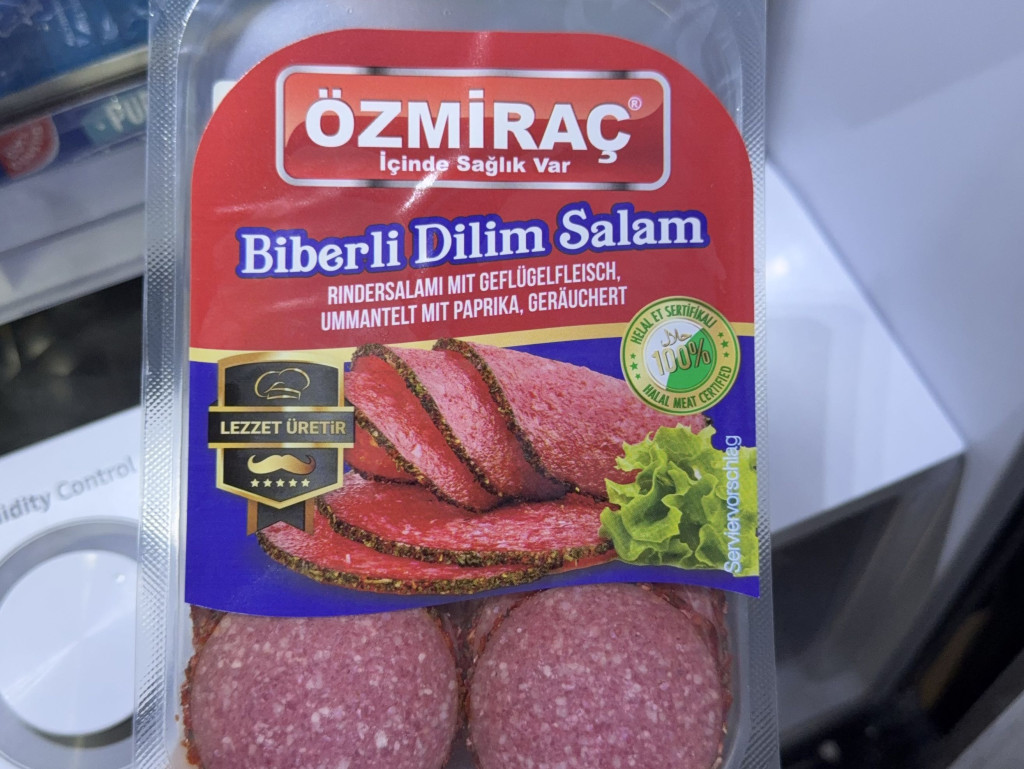 ÖZMİRAÇ®
İçinde Sağlık Var
Biberli Dilim Salam
RINDERSALAMI MIT GEFLÜGELFLEISCH,
UMMANTELT MIT PAPRIKA, GERÄUCHERT
HELAL ET SERTİFİKALI
حلال
100%
HALAL MEAT CERTIFIED
LEZZET ÜRETİR
Serviervorschlag
idity Control